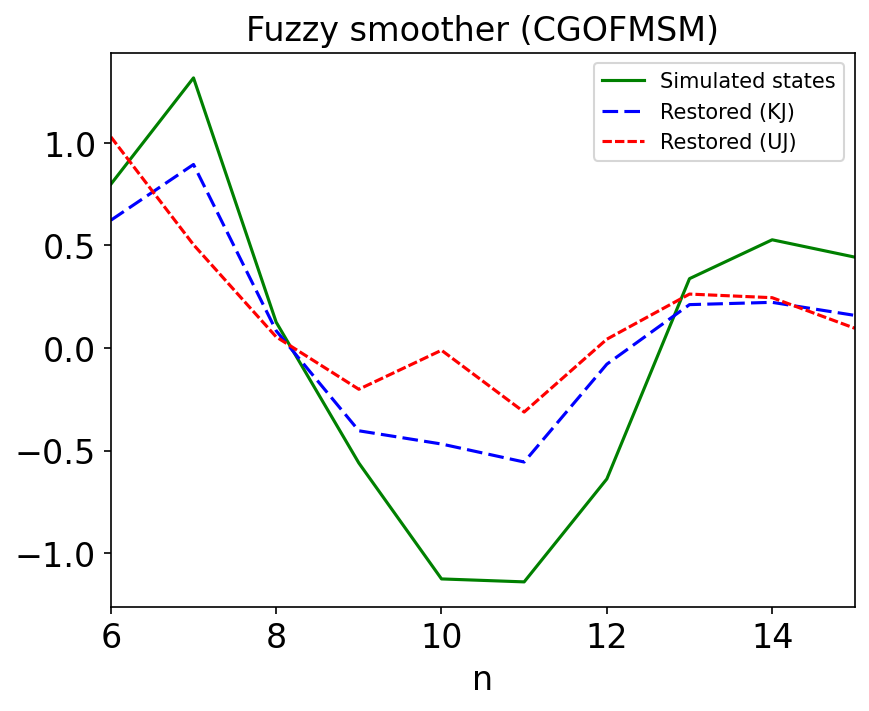 Fuzzy smoother (CGOFMSM)
Simulated states
Restored (KJ)
Restored (UJ)
1.0
0.5
0.0
−0.5
−1.0
6 8 10 12 14
n